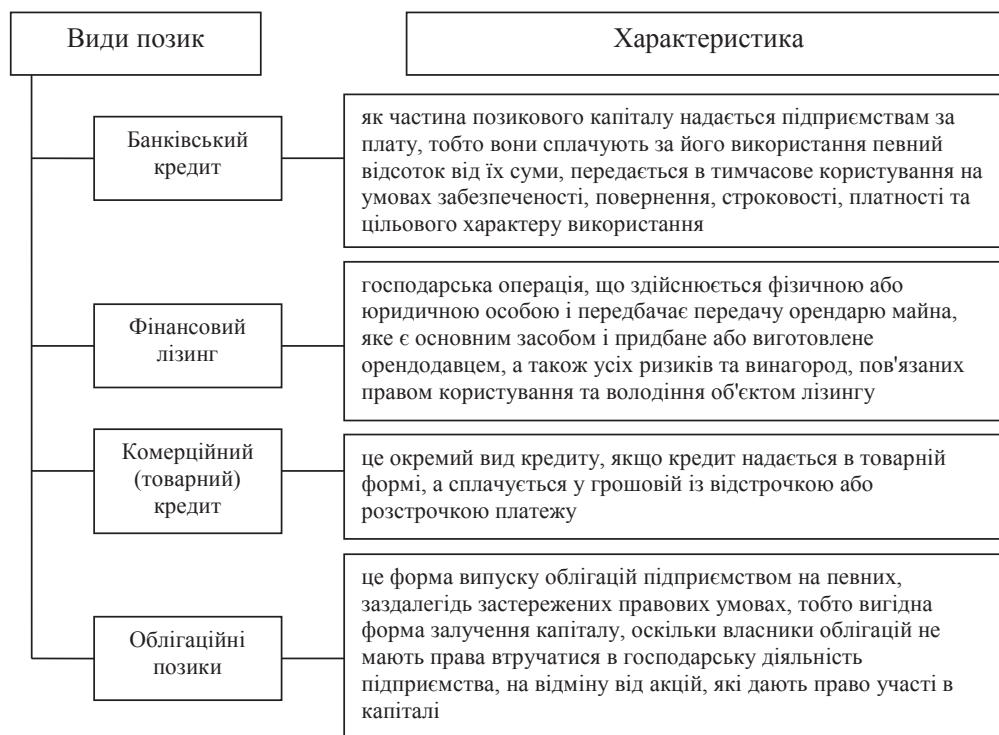 Види позик
Характеристика
Банківський
кредит
як частина позикового капіталу надається підприємствам за
плату, тобто вони сплачують за його використання певний
відсоток від їх суми, передається в тимчасове користування на
умовах забезпеченості, повернення, строковості, платності та
цільового характеру використання
Фінансовий
лізинг
господарська операція, що здійснюється фізичною або
юридичною особою і передбачає передачу орендарю майна,
яке є основним засобом і придбане або виготовлене
орендодавцем, а також усіх ризиків та винагород, пов'язаних
правом користування та володіння об'єктом лізингу
Комерційний
(товарний)
кредит
це окремий вид кредиту, якщо кредит надається в товарній
формі, а сплачується у грошовій із відстрочкою або
розстрочкою платежу
Облігаційні
позики
це форма випуску облігацій підприємством на певних,
заздалегідь застережених правових умовах, тобто вигідна
форма залучення капіталу, оскільки власники облігацій не
мають права втручатися в господарську діяльність
підприємства, на відміну від акцій, які дають право участі в
капіталі